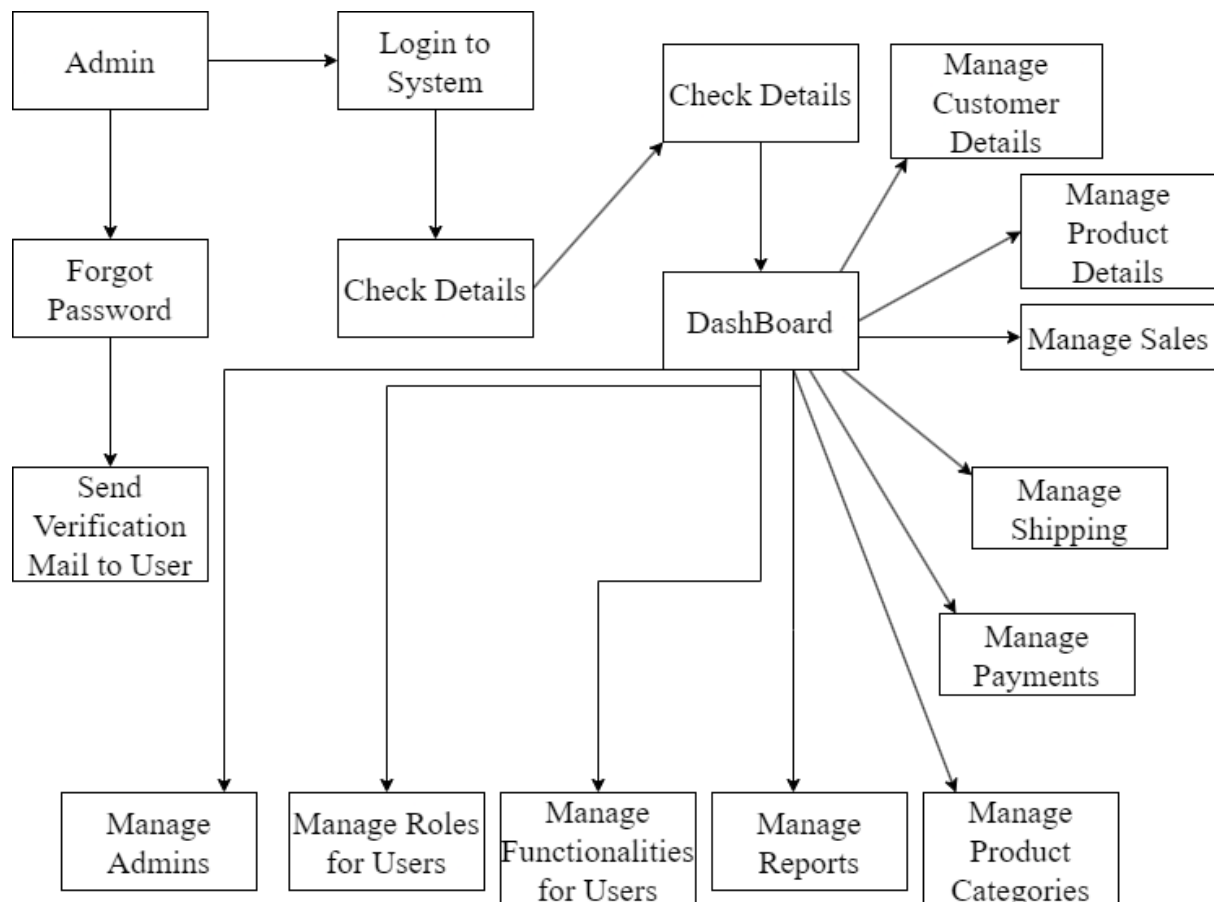 Admin
Login to
System
Check Details
Manage
Customer
Details
Manage
Product
Details
Forgot
Password
Check Details
DashBoard
Manage Sales
Send
Verification
Mail to User
Manage
Shipping
Manage
Payments
Manage
Admins
Manage Roles
for Users
Manage
Functionalities
for Users
Manage
Reports
Manage
Product
Categories